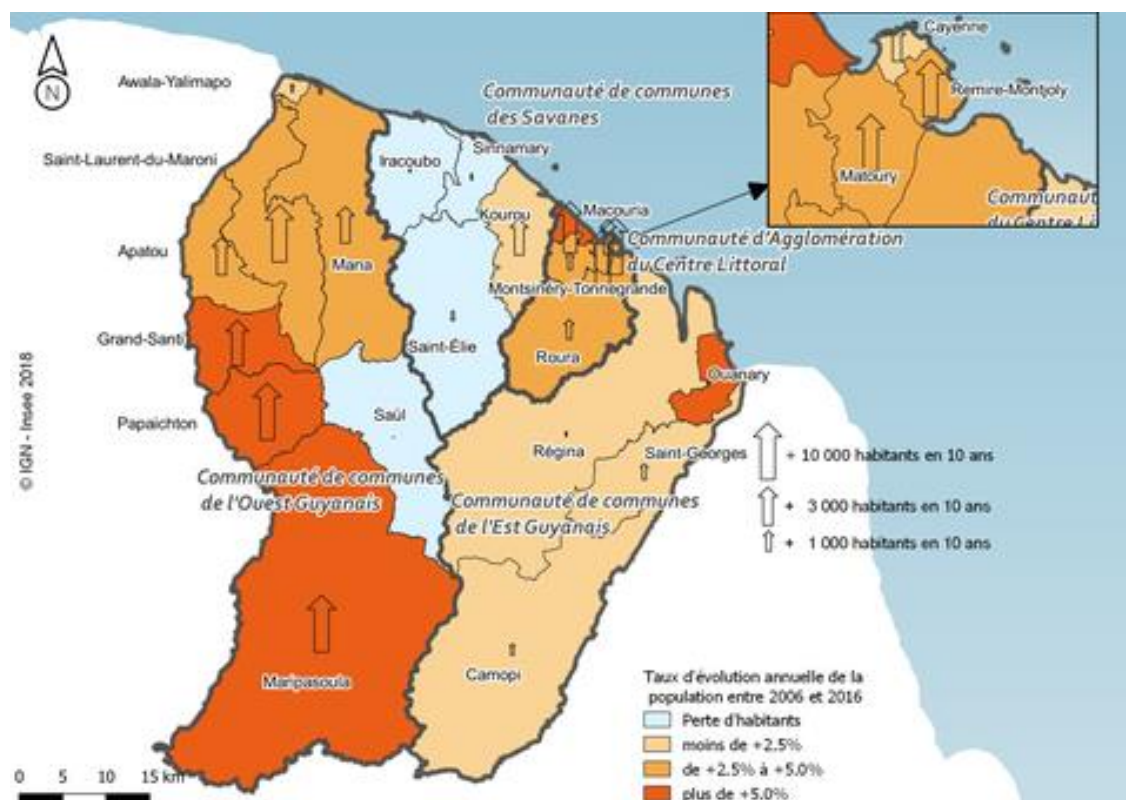 N
Awala-Yalimapo
Saint-Laurent-du-Maroni
Apatou
Grand-Santi
Papaichton
Mana
Iracoubo
Sinnamary
Communauté de communes
des Savanes
Kourou
Macouria
Communauté d'Agglomération
du Centre Littoral
Montsinéry-Tonnegrande
Saint-Élie
Roura
Saül
Ouanary
Régina
Saint-Georges
Communauté de communes
de l'Ouest Guyanais
Communauté de communes
de l'Est Guyanais
Maripasoula
Camopi
Cayenne
Remire-Montjoly
Matoury
Communaut
du Centre Li
+ 10 000 habitants en 10 ans
+ 3 000 habitants en 10 ans
+ 1 000 habitants en 10 ans
Taux d'évolution annuelle de la
population entre 2006 et 2016
Perte d'habitants
moins de +2.5%
de +2.5% à +5.0%
plus de +5.0%
0 5 10 15 km
© IGN - Insee 2018